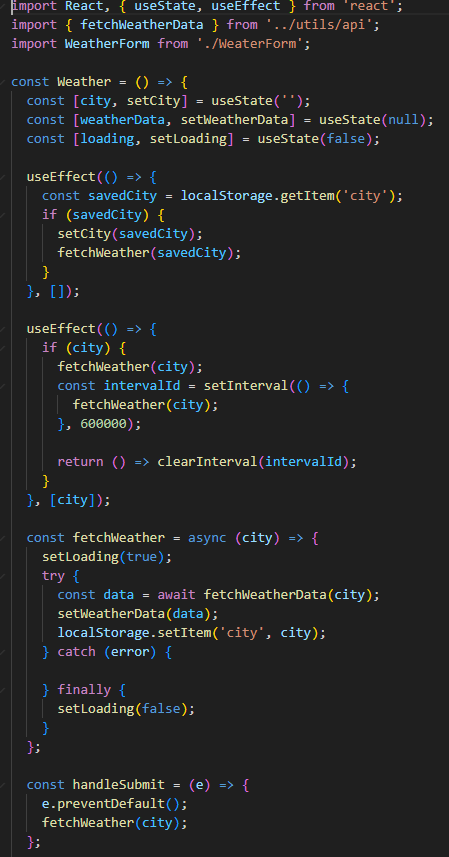 import React, { useState, useEffect } from 'react';
import { fetchWeatherData } from '../utils/api';
import WeatherForm from './WeaterForm';

const Weather = () => {
  const [city, setCity] = useState('');
  const [weatherData, setWeatherData] = useState(null);
  const [loading, setLoading] = useState(false);

  useEffect(() => {
    const savedCity = localStorage.getItem('city');
    if (savedCity) {
      setCity(savedCity);
      fetchWeather(savedCity);
    }
  }, []);

  useEffect(() => {
    if (city) {
      fetchWeather(city);
      const intervalId = setInterval(() => {
        fetchWeather(city);
      }, 600000);

      return () => clearInterval(intervalId);
    }
  }, [city]);

  const fetchWeather = async (city) => {
    setLoading(true);
    try {
      const data = await fetchWeatherData(city);
      setWeatherData(data);
      localStorage.setItem('city', city);
    } catch (error) {

    } finally {
      setLoading(false);
    }
  };

  const handleSubmit = (e) => {
    e.preventDefault();
    fetchWeather(city);
  };